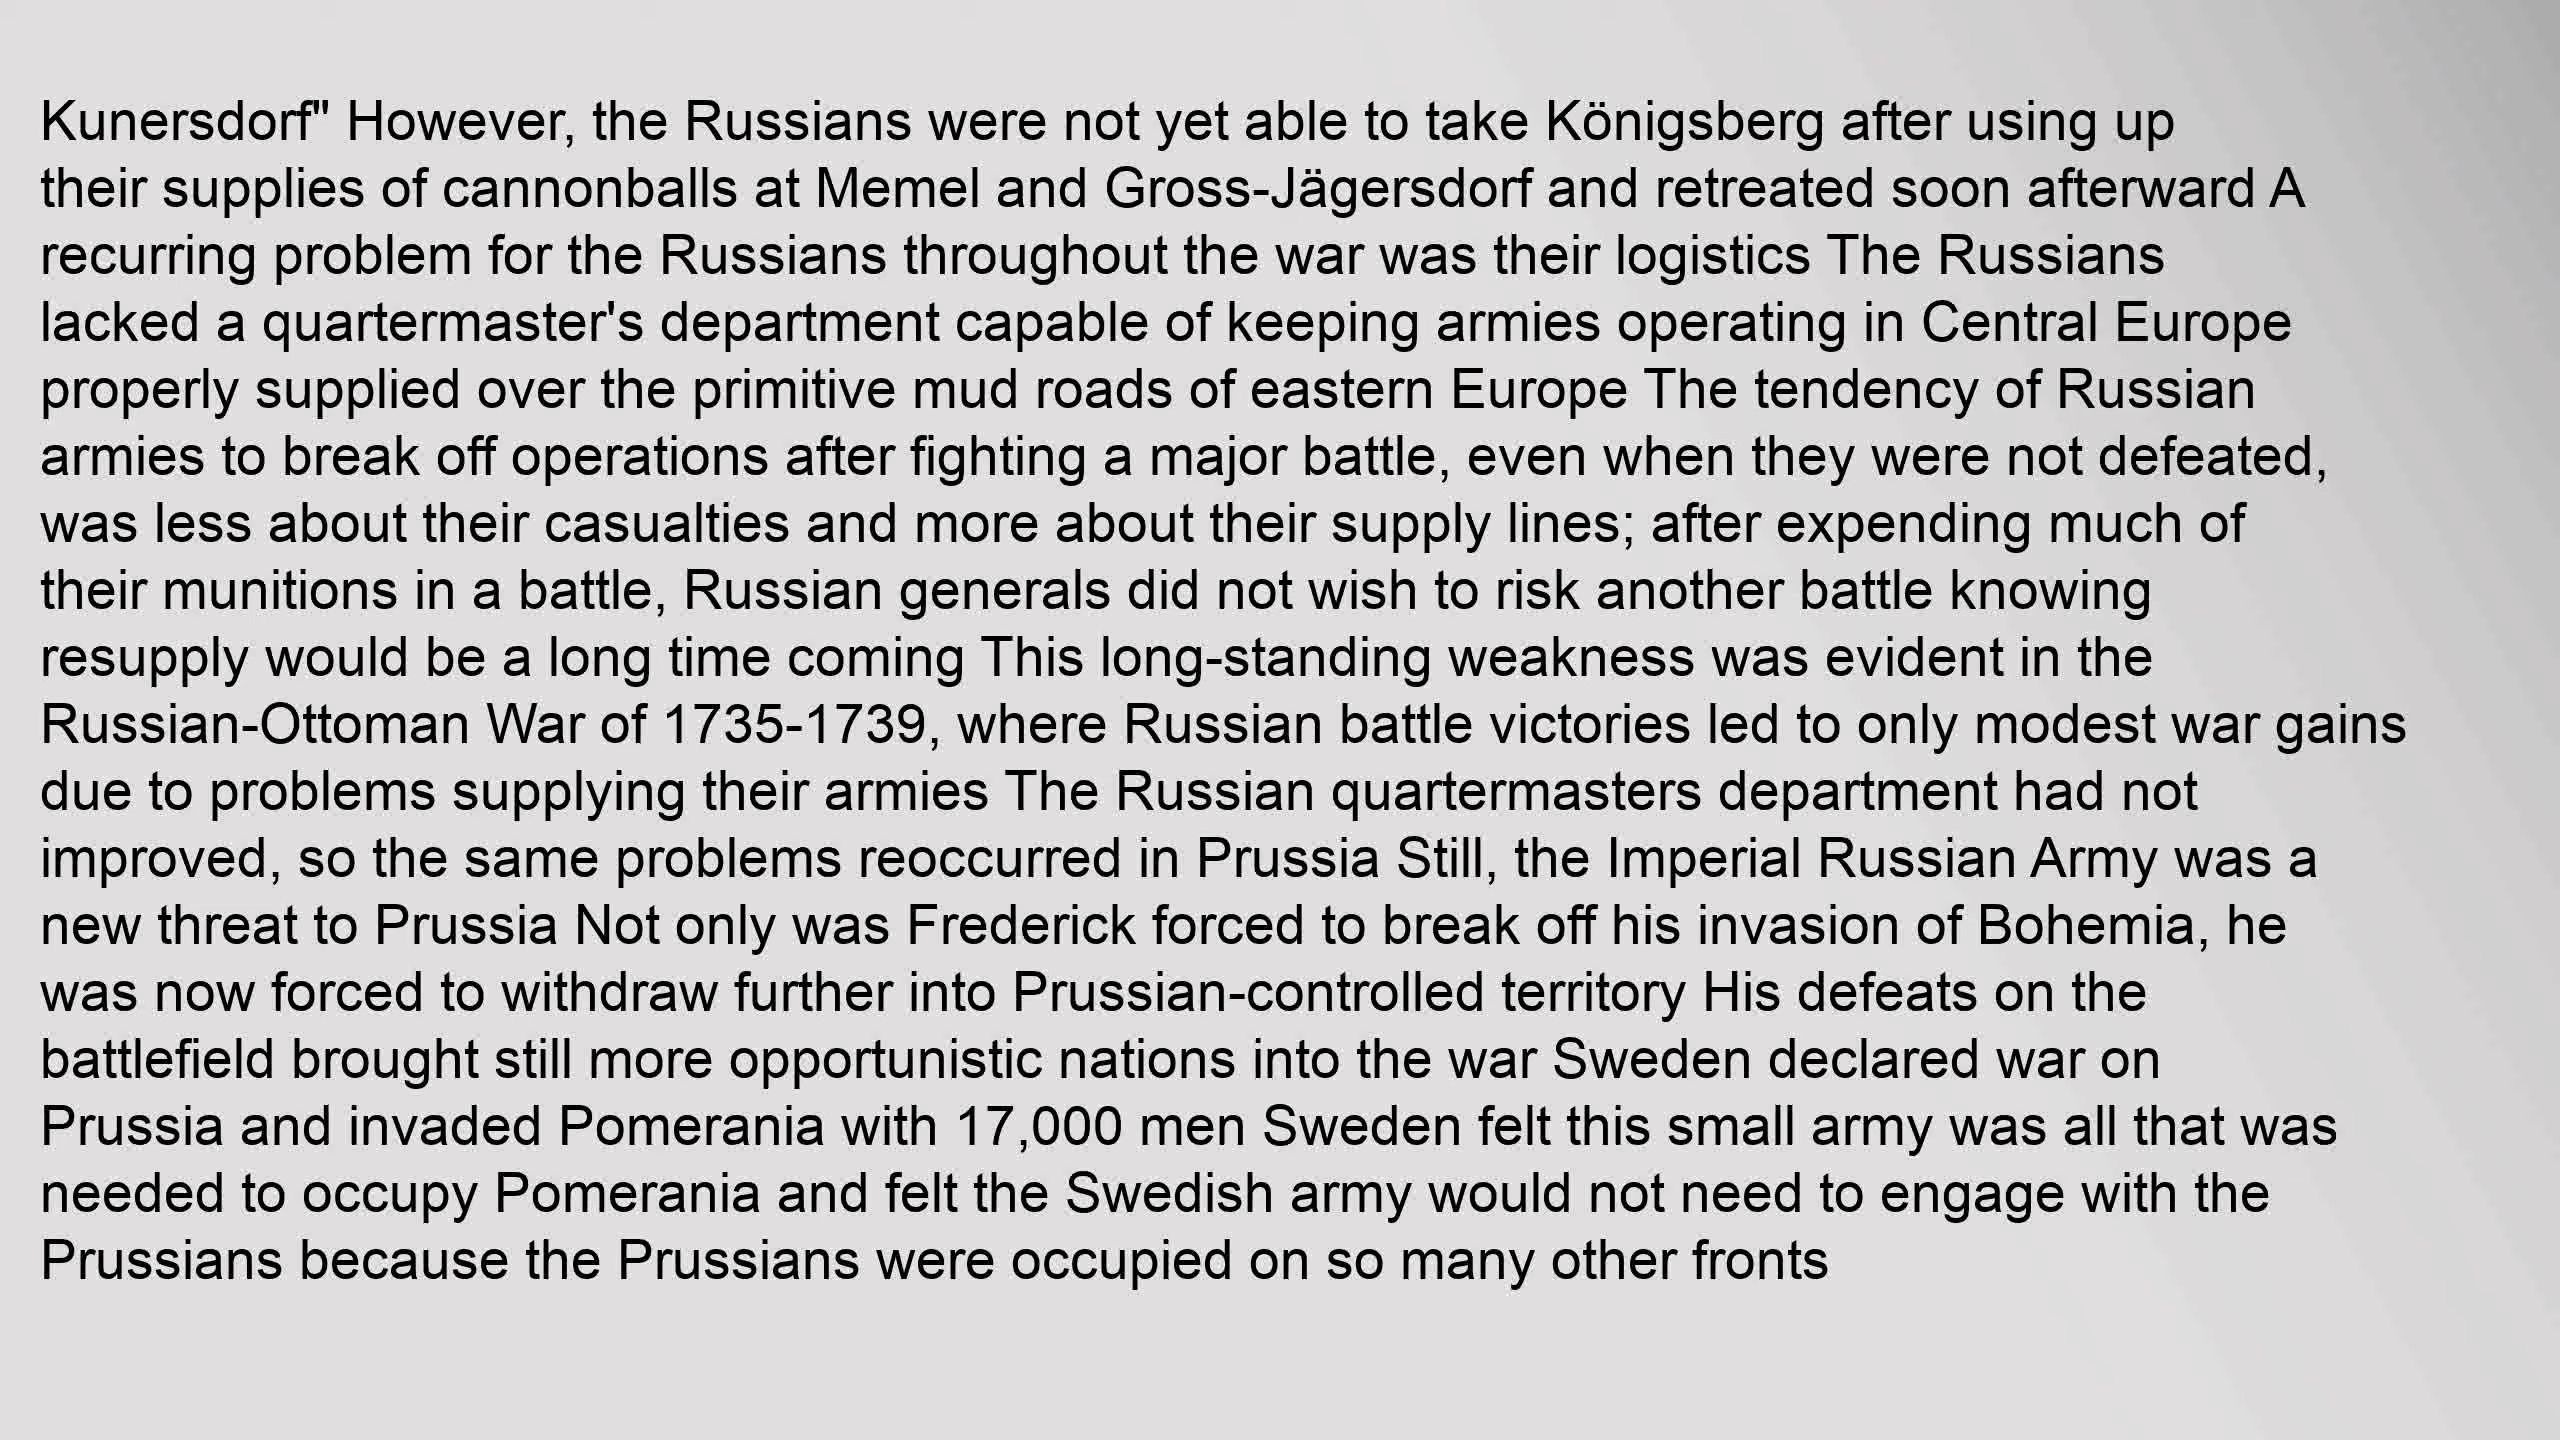 Kunersdorf" However, the Russians were not yet able to take Königsberg after using up
their supplies of cannonballs at Memel and Gross-Jägersdorf and retreated soon afterward A
recurring problem for the Russians throughout the war was their logistics The Russians
lacked a quartermaster's department capable of keeping armies operating in Central Europe
properly supplied over the primitive mud roads of eastern Europe The tendency of Russian
armies to break off operations after fighting a major battle, even when they were not defeated,
was less about their casualties and more about their supply lines; after expending much of
their munitions in a battle, Russian generals did not wish to risk another battle knowing
resupply would be a long time coming This long-standing weakness was evident in the
Russian-Ottoman War of 1735-1739, where Russian battle victories led to only modest war gains
due to problems supplying their armies The Russian quartermasters department had not
improved, so the same problems reoccurred in Prussia Still, the Imperial Russian Army was a
new threat to Prussia Not only was Frederick forced to break off his invasion of Bohemia, he
was now forced to withdraw further into Prussian-controlled territory His defeats on the
battlefield brought still more opportunistic nations into the war Sweden declared war on
Prussia and invaded Pomerania with 17,000 men Sweden felt this small army was all that was
needed to occupy Pomerania and felt the Swedish army would not need to engage with the
Prussians because the Prussians were occupied on so many other fronts